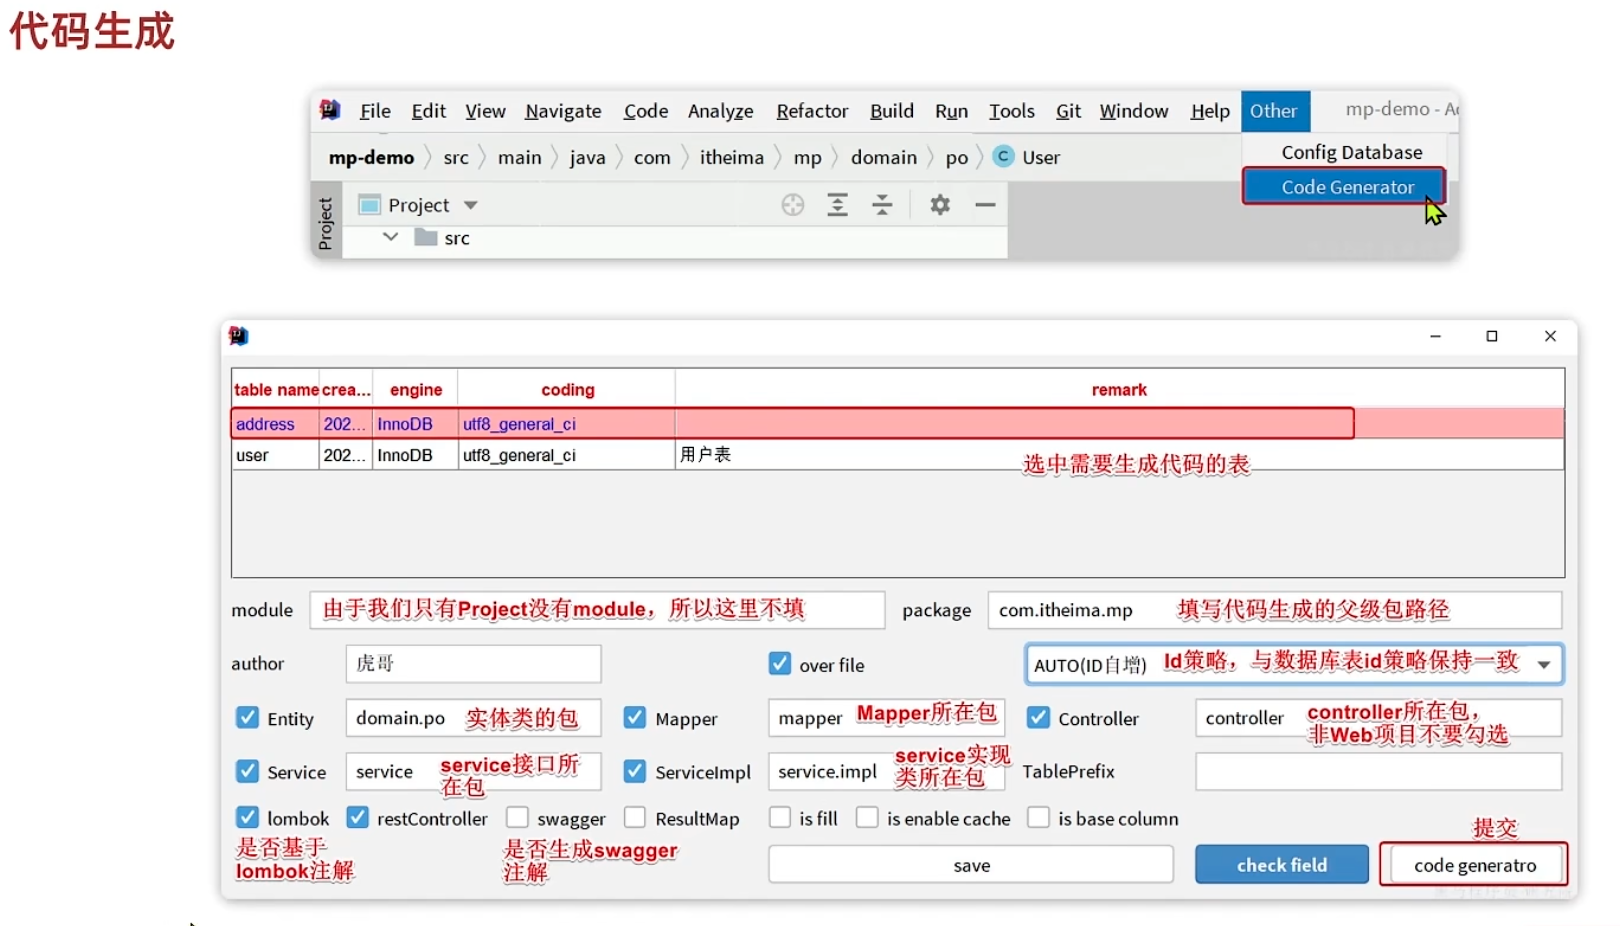 代码生成
File Edit View Navigate Code Analyze Refactor Build Run Tools Git Window Help Other mp-demo - Ad
mp-demo src main java com itheima mp domain po C User
Config Database
Code Generator
Project
Project
src
table name crea... engine coding remark
address 202... InnoDB utf8_general_ci
user 202... InnoDB utf8_general_ci 用户表
选中需要生成代码的表
module 由于我们只有Project没有module，所以这里不填 package com.itheima.mp 填写代码生成的父级包路径
author 虎哥 over file AUTO(ID自增) Id策略，与数据库表id策略保持一致
Entity domain.po 实体类的包 Mapper mapper Mapper所在包 Controller controller controller所在包，
非Web项目不要勾选
Service service service接口所
在包
ServiceImpl service.impl service实现
类所在包
TablePrefix
lombok restController swagger ResultMap is fill is enable cache is base column
是否基于
lombok注解
是否生成swagger
注解
提交
save check field code generatro